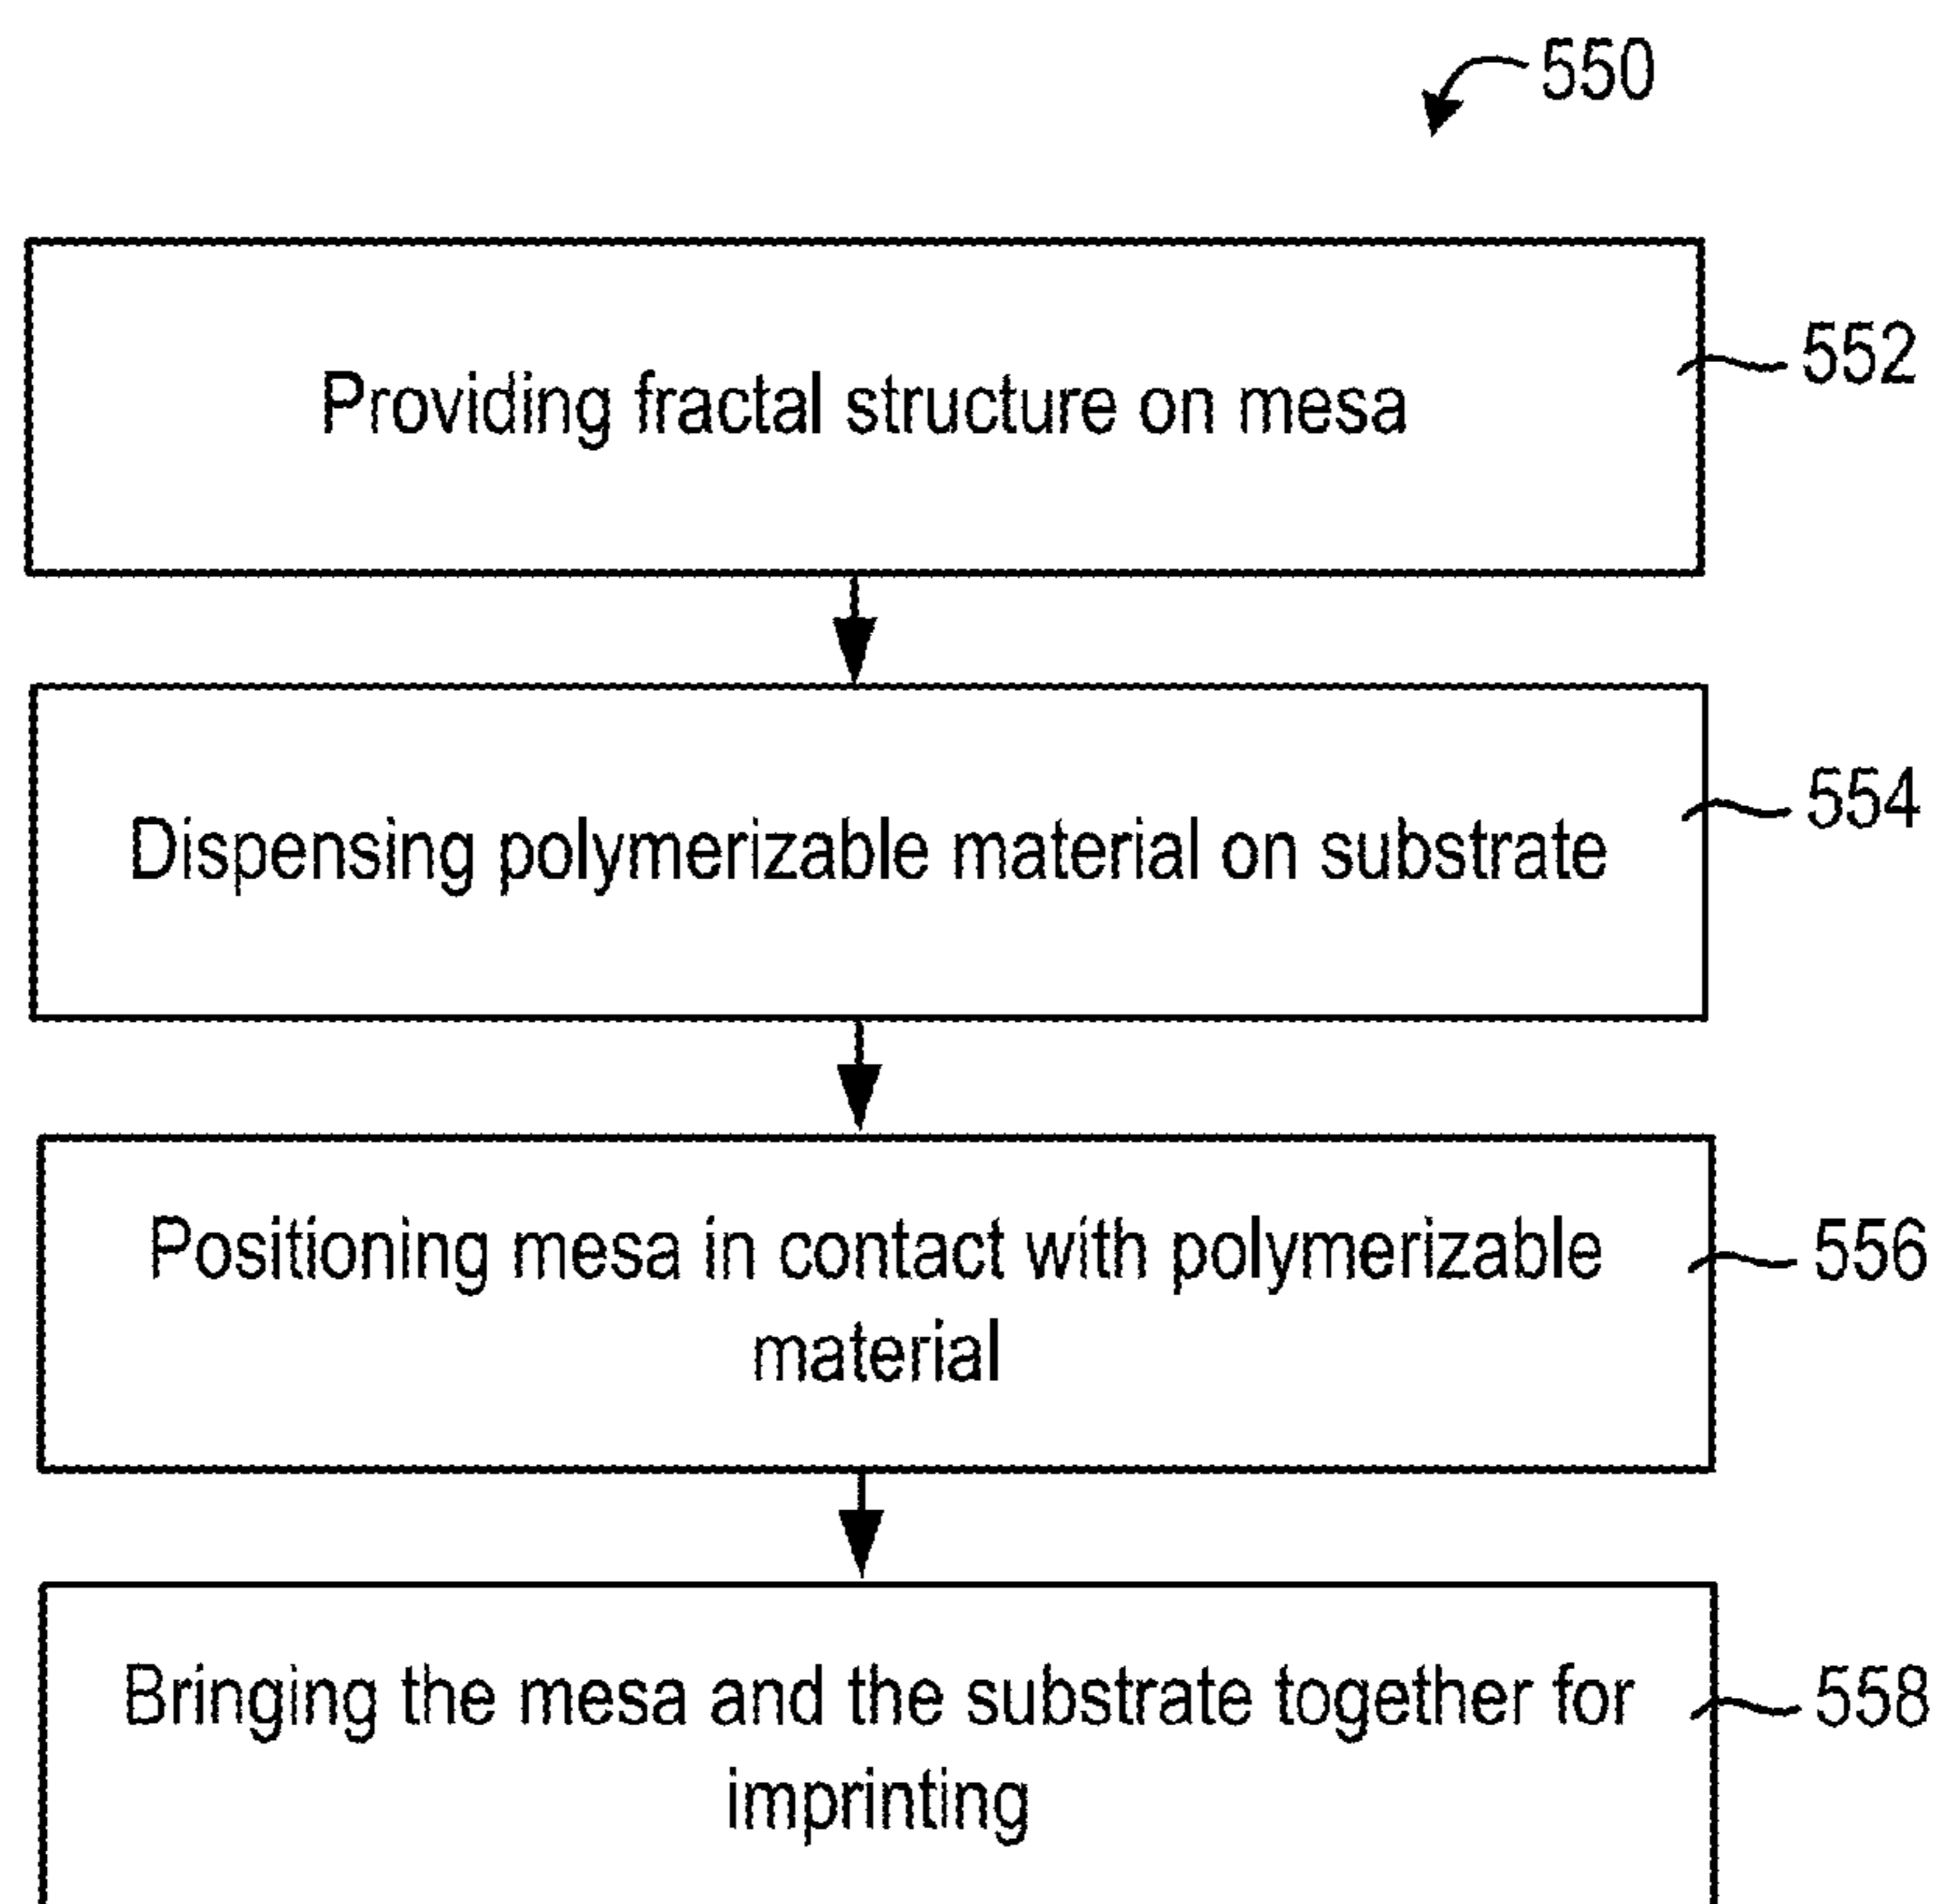 550
Providing fractal structure on mesa
552
Dispensing polymerizable material on substrate
554
Positioning mesa in contact with polymerizable
material
556
Bringing the mesa and the substrate together for
imprinting
558